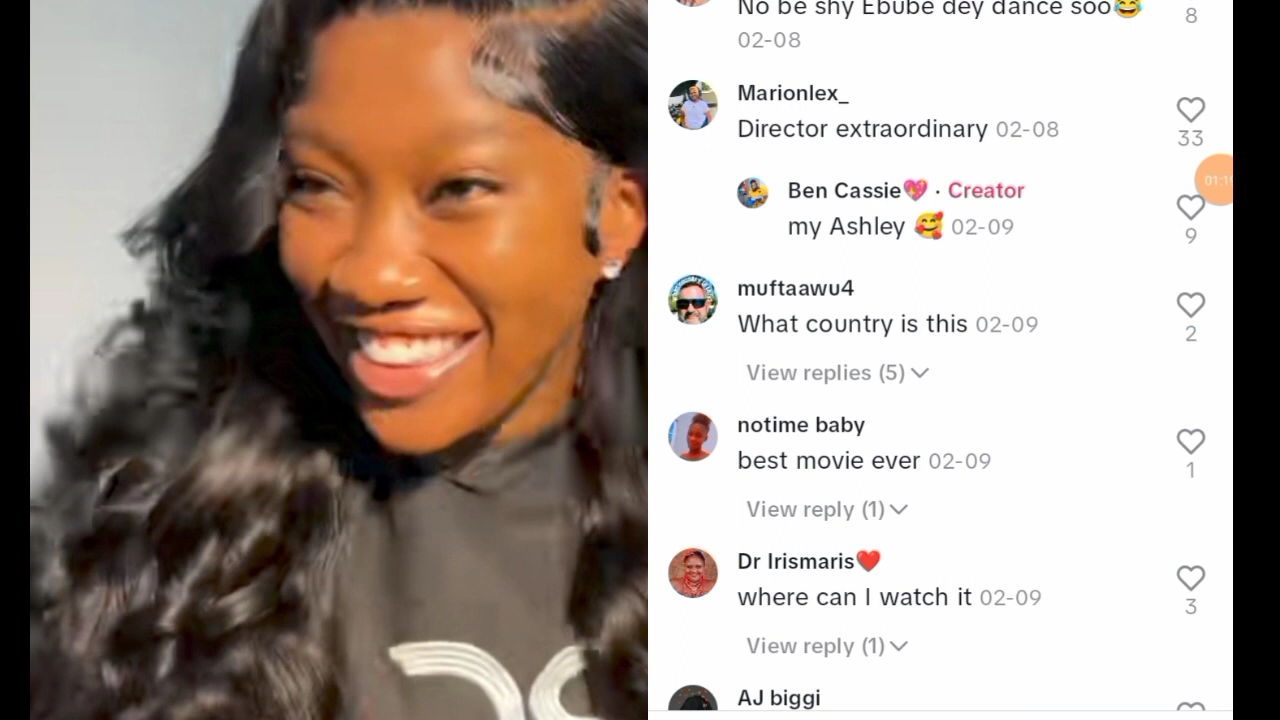 No be shy Ebube dey dance soo😂
8
02-08
Marionlex_
Director extraordinary 02-08
33
Ben Cassie💖 · Creator
my Ashley 🥰 02-09
9
muftaawu4
What country is this 02-09
2
View replies (5)
notime baby
best movie ever 02-09
1
View reply (1)
Dr Irismaris❤️
where can I watch it 02-09
3
View reply (1)
AJ biggi